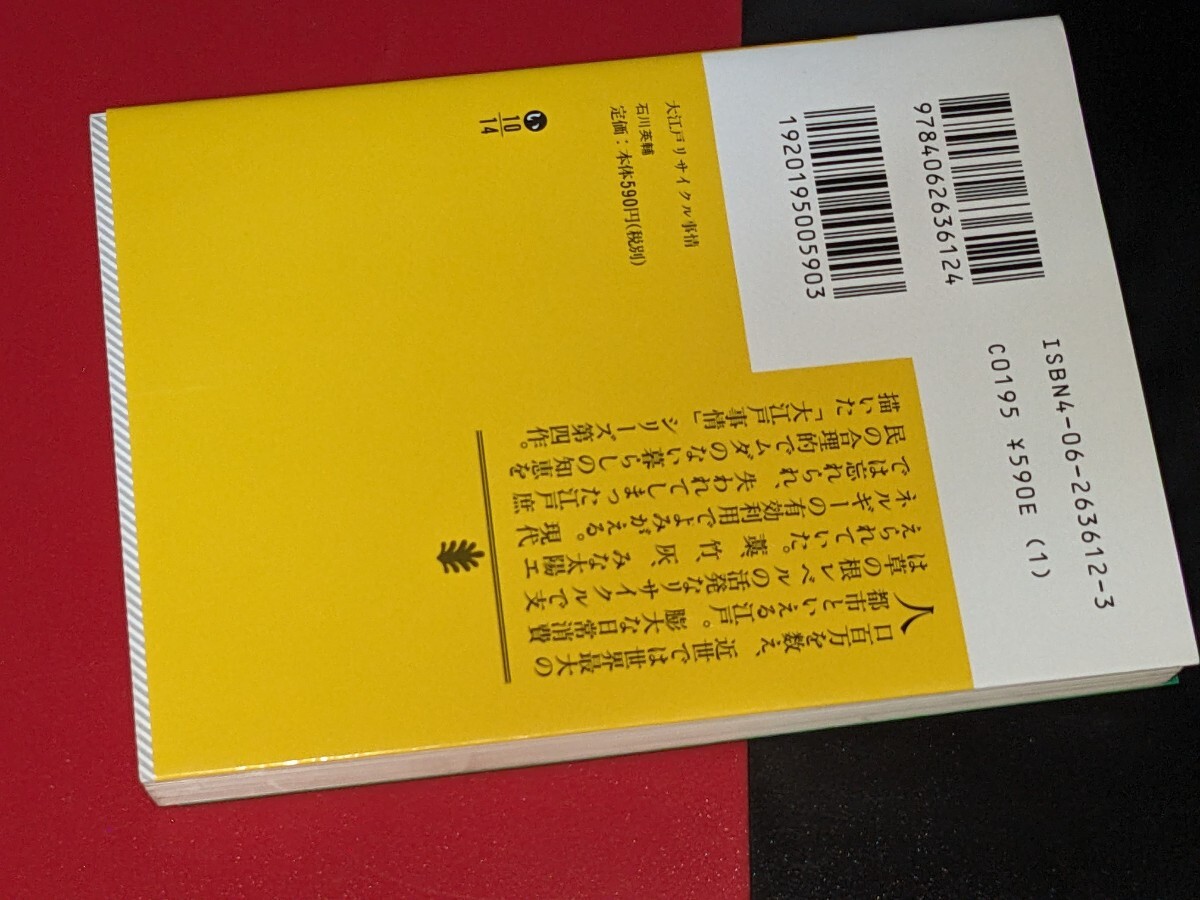 9784062636124
1920195005903
ISBN4-06-263612-3
C0195 ¥590E (1)
大江戸リサイクル事情
石川英輔
定価：本体590円(税別)
い
10
14
人口百万を数え、近世では世界最大の
都市といえる江戸。膨大な日常消費
は草の根レベルの活発なリサイクルで支
えられていた。藁、竹、灰、みな太陽エ
ネルギーの有効利用でよみがえる。現代
では忘れられ、失われてしまった江戸庶
民の合理的でムダのない暮らしの知恵を
描いた「大江戸事情」シリーズ第四作。